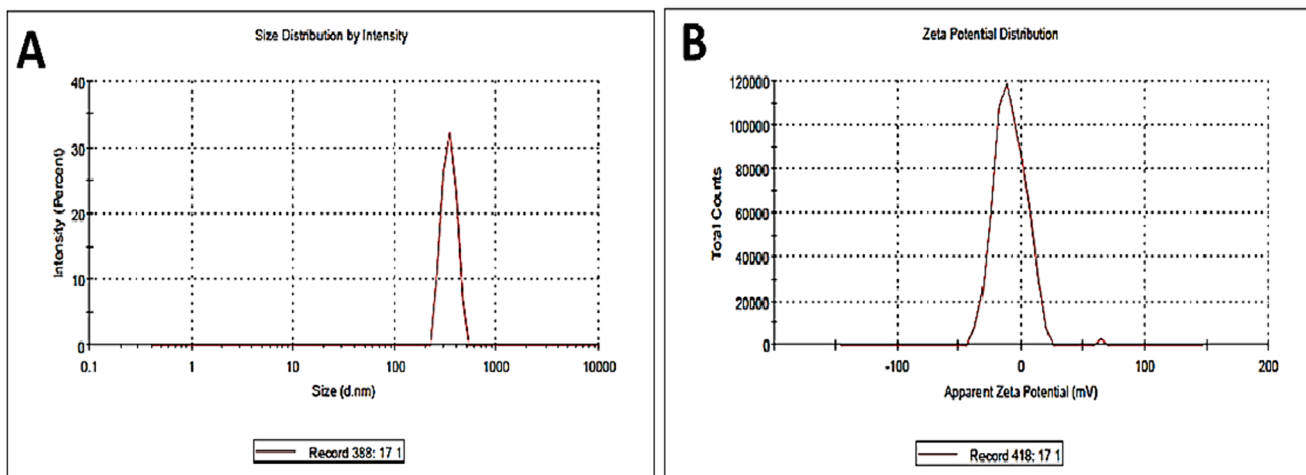 A
Size Distribution by Intensity
Intensity (Percent)
40
30
20
10
0
0.1 1 10 100 1000 10000
Size (d.nm)
Record 388: 17 1
B
Zeta Potential Distribution
Total Counts
120000
100000
80000
60000
40000
20000
0
-100 0 100 200
Apparent Zeta Potential (mV)
Record 418: 17 1